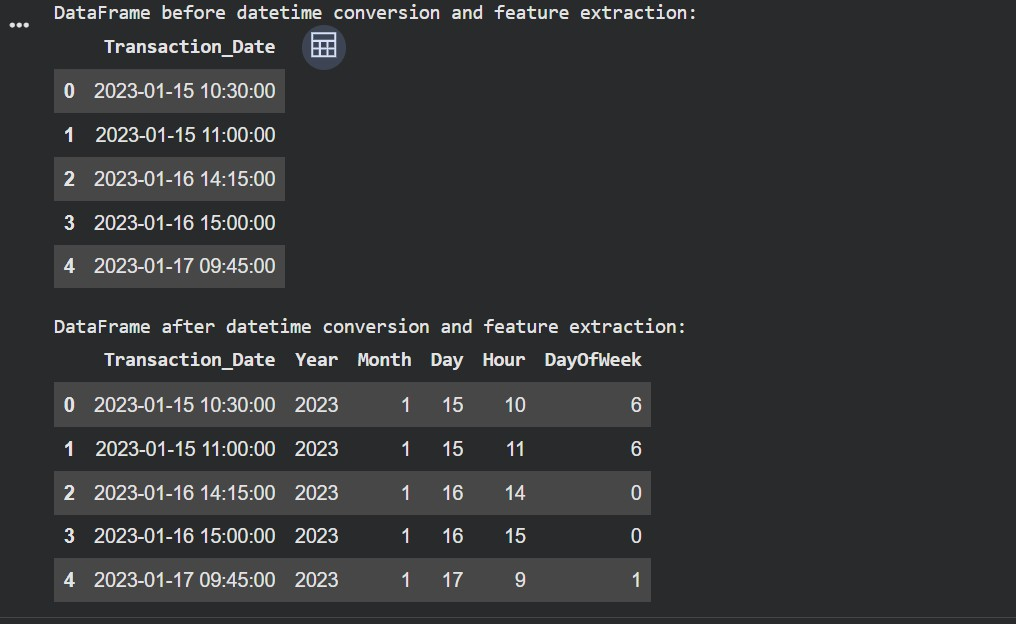 DataFrame before datetime conversion and feature extraction:
Transaction_Date
0 2023-01-15 10:30:00
1 2023-01-15 11:00:00
2 2023-01-16 14:15:00
3 2023-01-16 15:00:00
4 2023-01-17 09:45:00
DataFrame after datetime conversion and feature extraction:
Transaction_Date Year Month Day Hour DayOfWeek
0 2023-01-15 10:30:00 2023 1 15 10 6
1 2023-01-15 11:00:00 2023 1 15 11 6
2 2023-01-16 14:15:00 2023 1 16 14 0
3 2023-01-16 15:00:00 2023 1 16 15 0
4 2023-01-17 09:45:00 2023 1 17 9 1